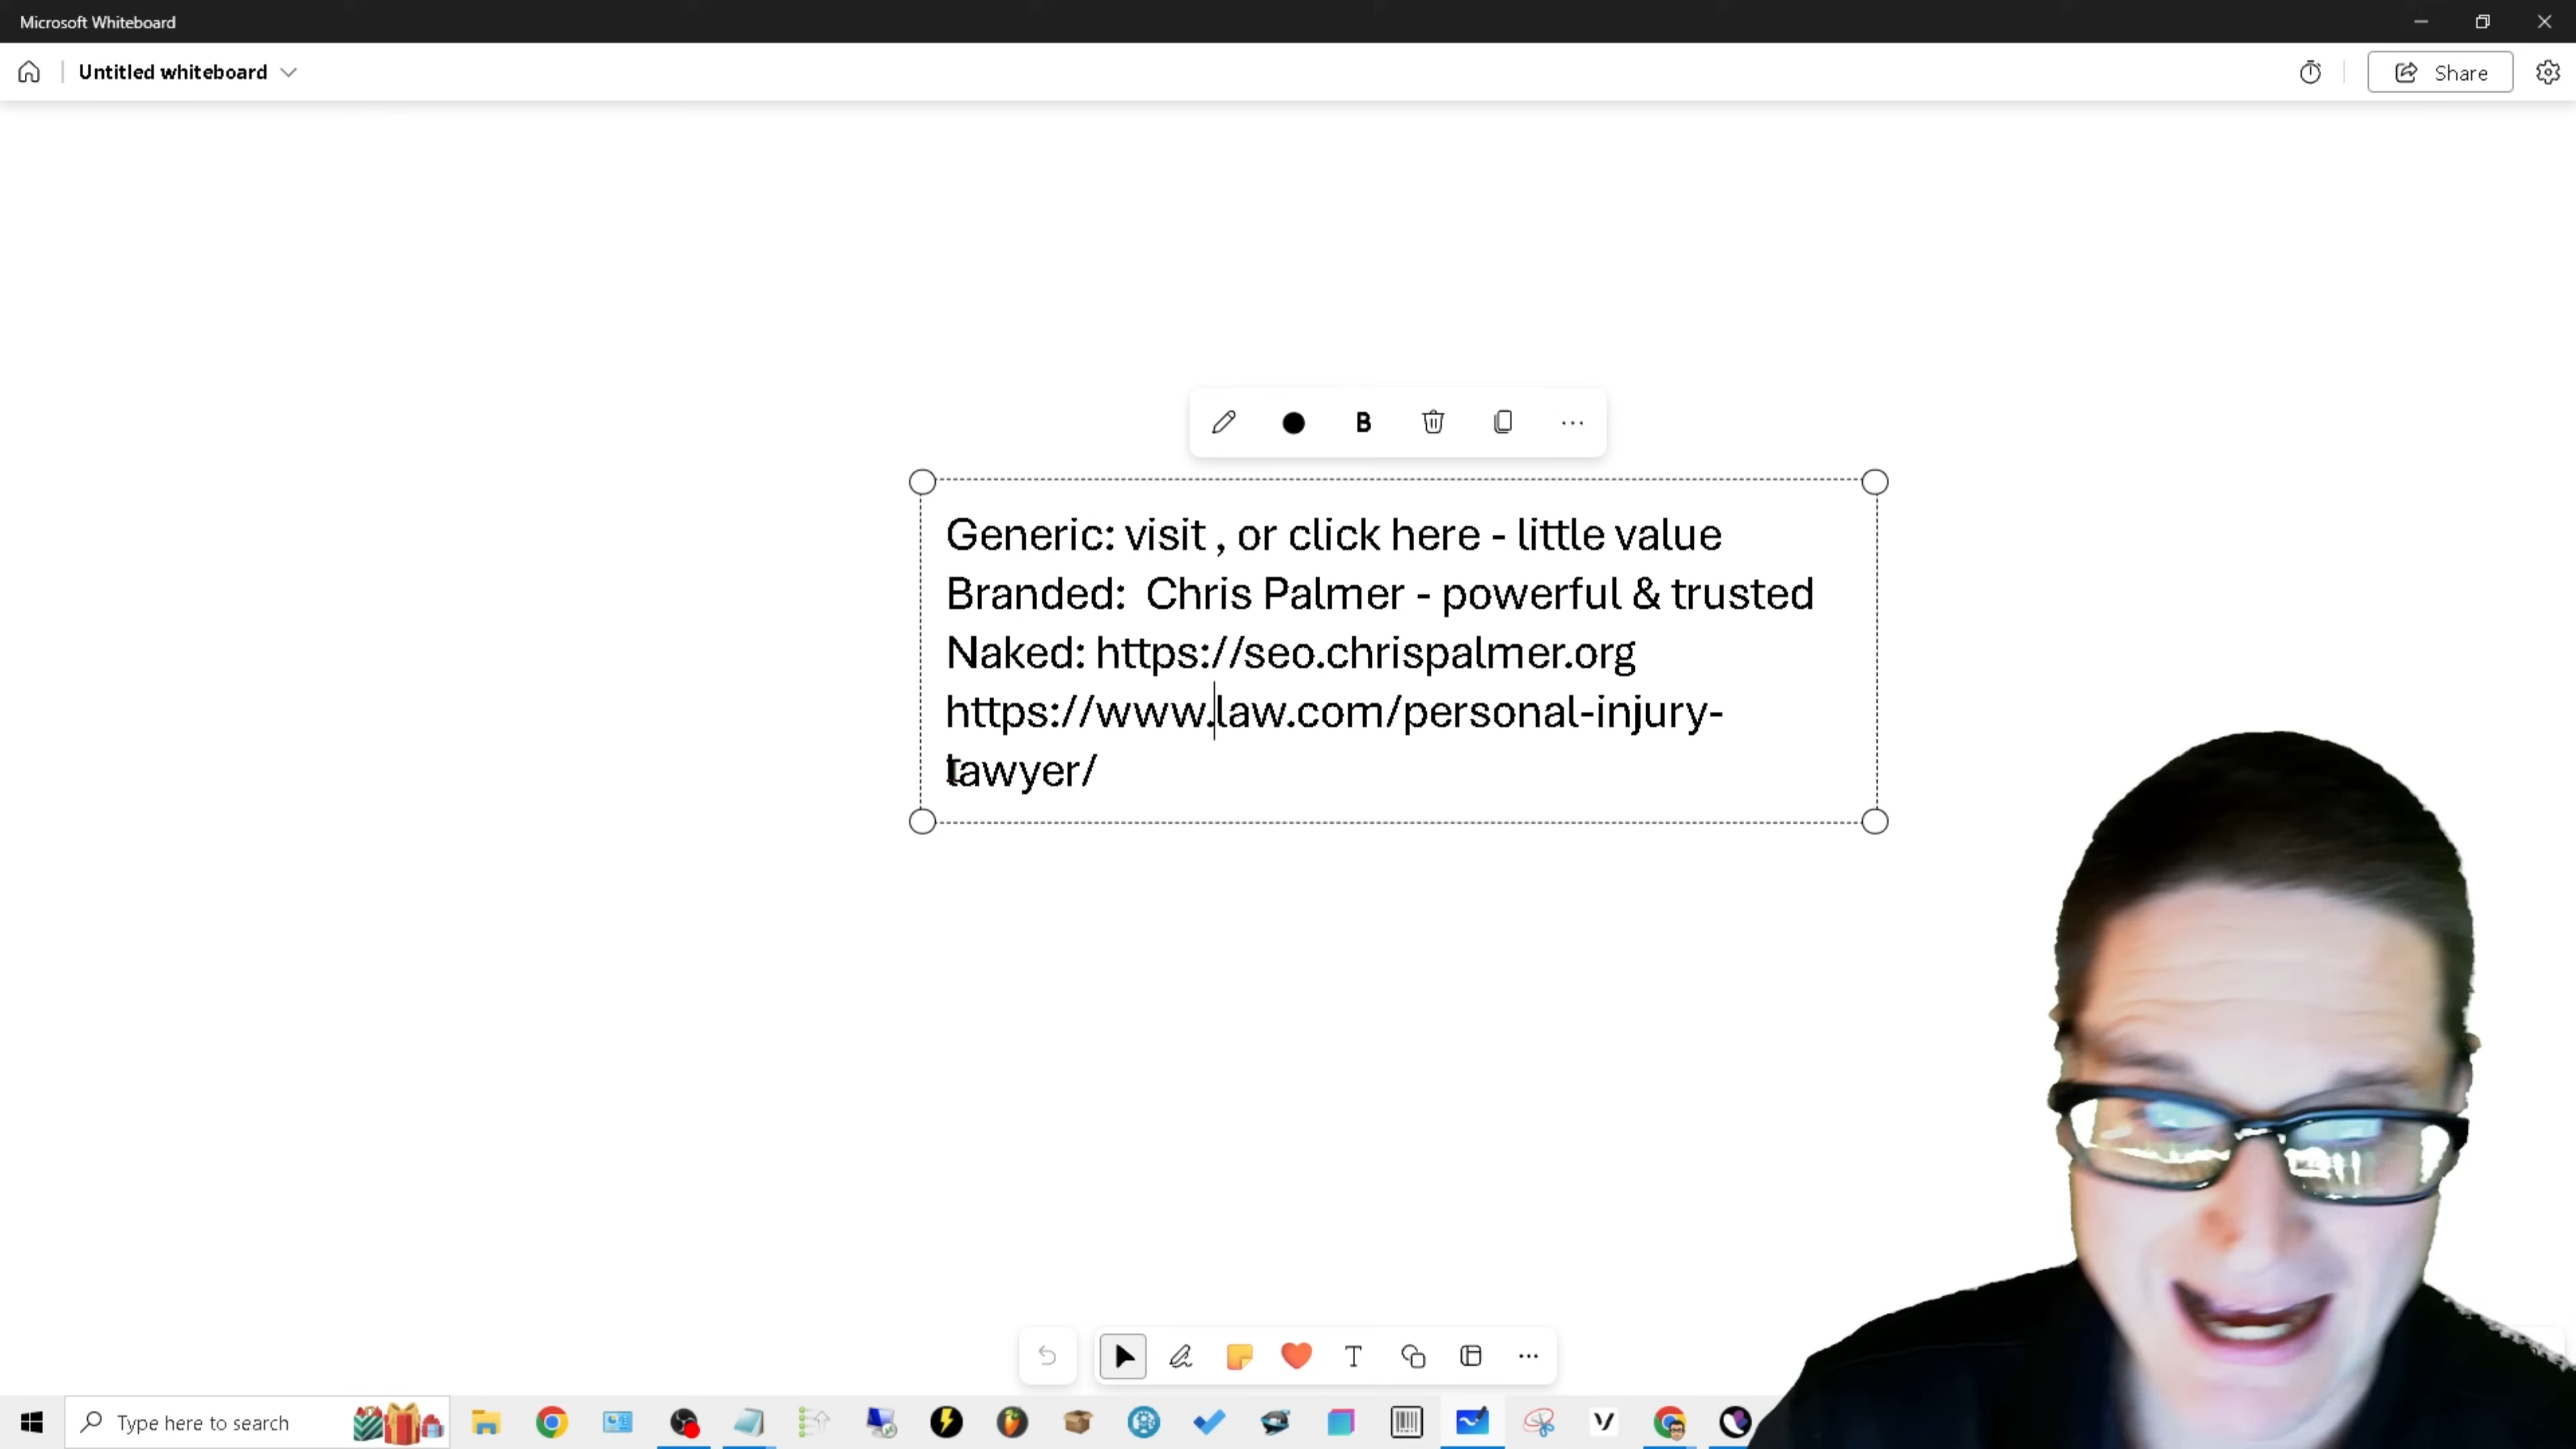 Microsoft Whiteboard
Untitled whiteboard
Share
B
Generic: visit , or click here - little value
Branded:  Chris Palmer - powerful & trusted
Naked: https://seo.chrispalmer.org
https://www.law.com/personal-injury-
lawyer/
T
Type here to search